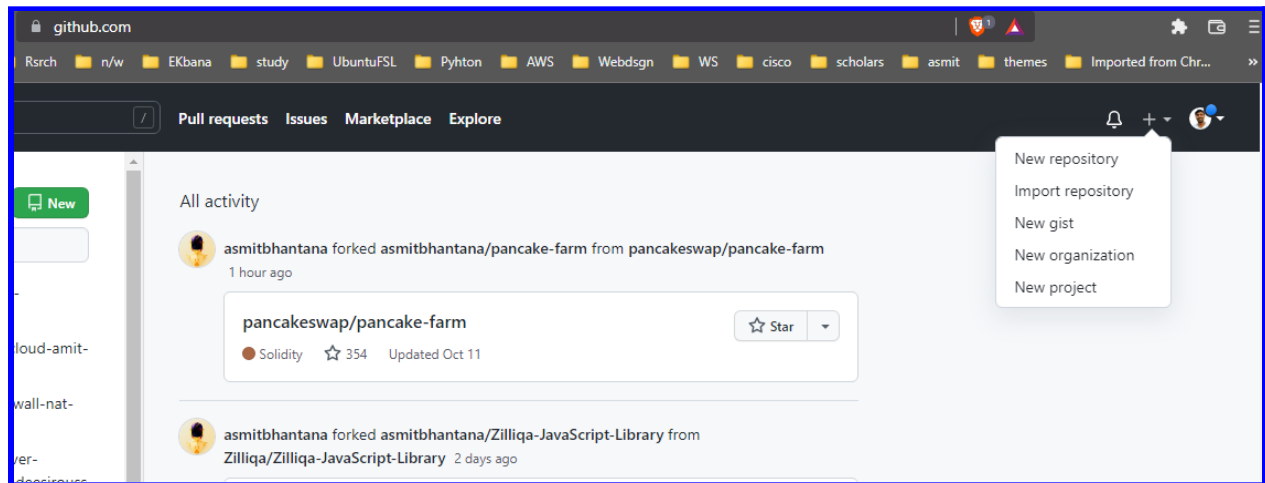 github.com
1
Rsrch n/w EKbana study UbuntuFSL Pyhton AWS Webdsgn WS cisco scholars asmit themes Imported from Chr... »
/ Pull requests Issues Marketplace Explore
New repository
Import repository
New gist
New organization
New project
New
All activity
asmitbhantana forked asmitbhantana/pancake-farm from pancakeswap/pancake-farm
1 hour ago
pancakeswap/pancake-farm
Star
Solidity 354 Updated Oct 11
asmitbhantana forked asmitbhantana/Zilliqa-JavaScript-Library from
Zilliqa/Zilliqa-JavaScript-Library 2 days ago
-
loud-amit-
wall-nat-
ver-